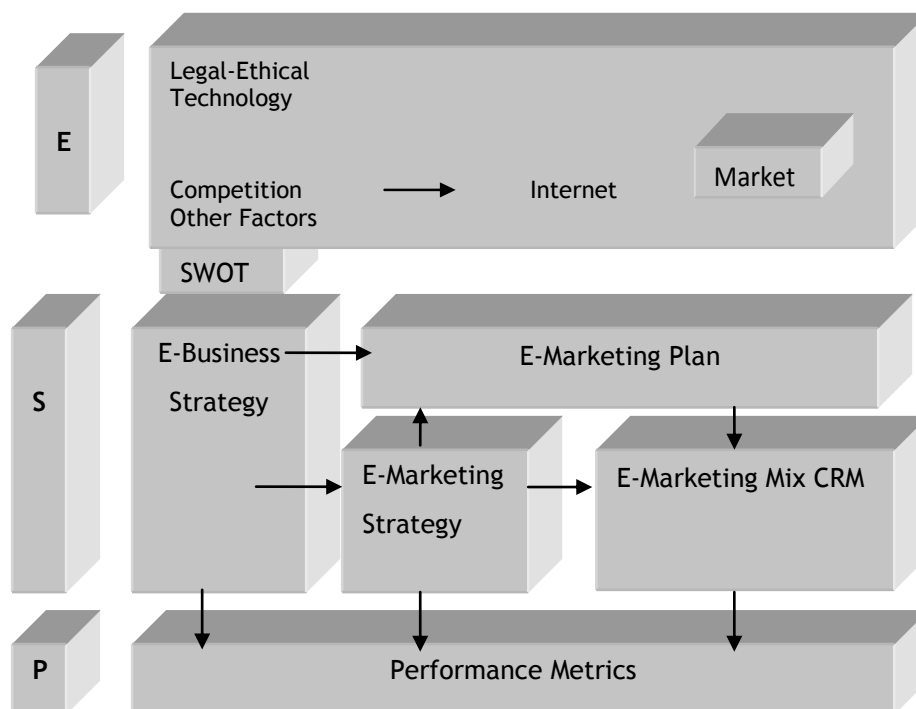 E
Legal-Ethical
Technology
Competition
Other Factors
Internet
Market
SWOT
S
E-Business
Strategy
E-Marketing Plan
E-Marketing
Strategy
E-Marketing Mix CRM
P
Performance Metrics